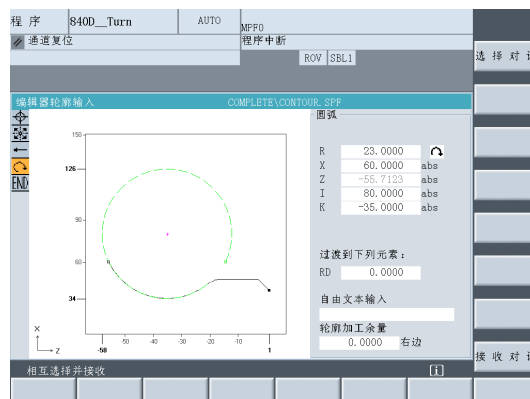 程 序 840D__Turn AUTO MPF0
通道复位 程序中断
ROV SBL1
选 择 对
编辑器轮廓输入 COMPLETE\CONTOUR.SPF
圆弧
END
150
126
90
60
34
X
Z
-58 -50 -40 -30 -20 -10 1
R 23.0000
X 60.0000 abs
Z -55.7123 abs
I 80.0000 abs
K -35.0000 abs
过渡到下列元素：
RD 0.0000
自由文本输入
轮廓加工余量
0.0000 右边
接 收 对
相互选择并接收 i